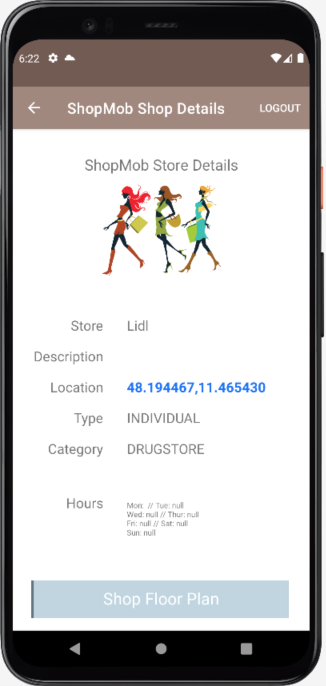 6:22
ShopMob Shop Details
LOGOUT
ShopMob Store Details
Store Lidl
Description
Location 48.194467,11.465430
Type INDIVIDUAL
Category DRUGSTORE
Hours Mon:  // Tue: null
Wed: null // Thur: null
Fri: null // Sat: null
Sun: null
Shop Floor Plan